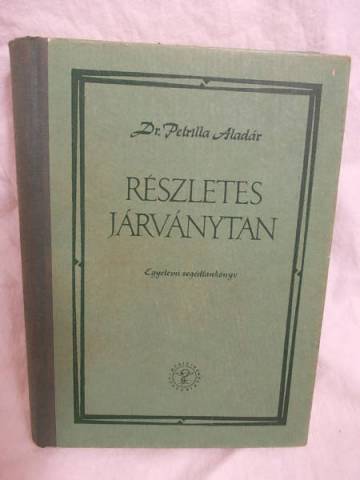 Dr. Petrilla Aladár
RÉSZLETES
JÁRVÁNYTAN
Egyetemi segédtankönyv